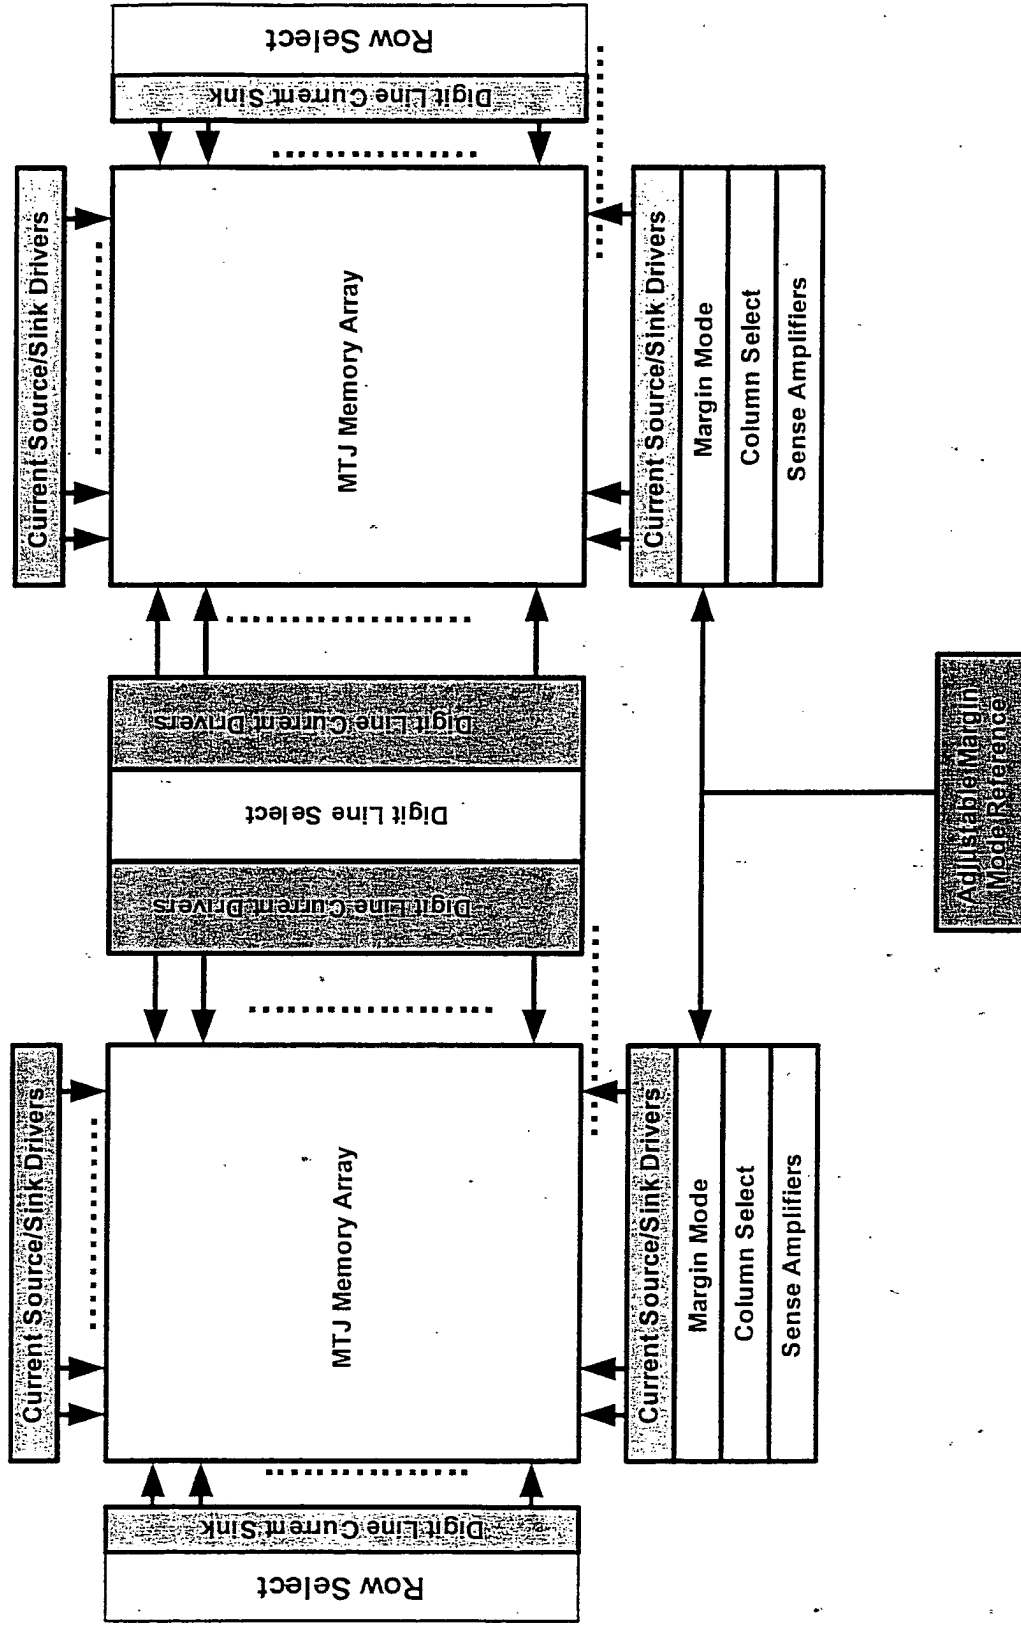 Row Select
Digit Line Current Sink
Current Source/Sink Drivers
MTJ Memory Array
Current Source/Sink Drivers
Margin Mode
Column Select
Sense Amplifiers
Digit Line Current Drivers
Digit Line Select
Digit Line Current Drivers
Current Source/Sink Drivers
MTJ Memory Array
Current Source/Sink Drivers
Margin Mode
Column Select
Sense Amplifiers
Digit Line Current Sink
Row Select
Adjustable Margin
Mode Reference